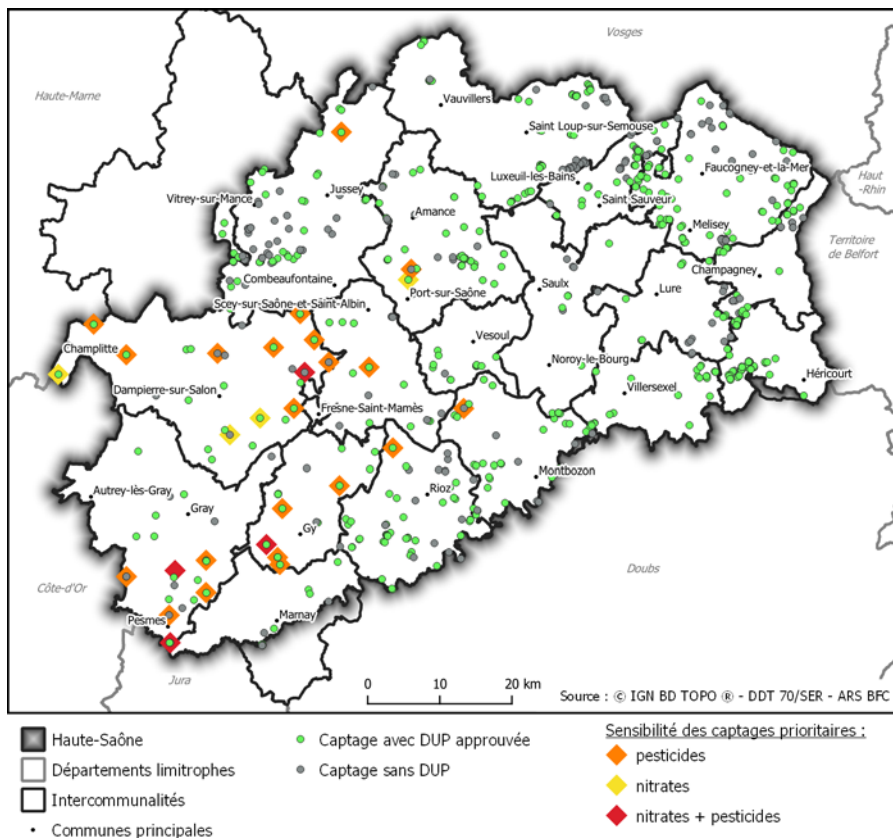 Vosges
Haute-Marne
Vauvillers
Saint Loup-sur-Semouse
Luxeuil-les-Bains
Faucogney-et-la-Mer
Haut
-Rhin
Vitrey-sur-Mance
Jussey
Saint Sauveur
Amance
Melisey
Territoire
de Belfort
Combeaufontaine
Champagney
Port-sur-Saône
Saulx
Lure
Scey-sur-Saône-et-Saint-Albin
Vesoul
Champlitte
Noroy-le-Bourg
Héricourt
Dampierre-sur-Salon
Villersexel
Fresne-Saint-Mamès
Montbozon
Autrey-lès-Gray
Rioz
Gray
Gy
Côte-d'Or
Doubs
Pesmes
Marnay
Jura
0 10 20 km
Source : © IGN BD TOPO ® - DDT 70/SER - ARS BFC
Haute-Saône
Départements limitrophes
Intercommunalités
Communes principales
Captage avec DUP approuvée
Captage sans DUP
Sensibilité des captages prioritaires :
pesticides
nitrates
nitrates + pesticides